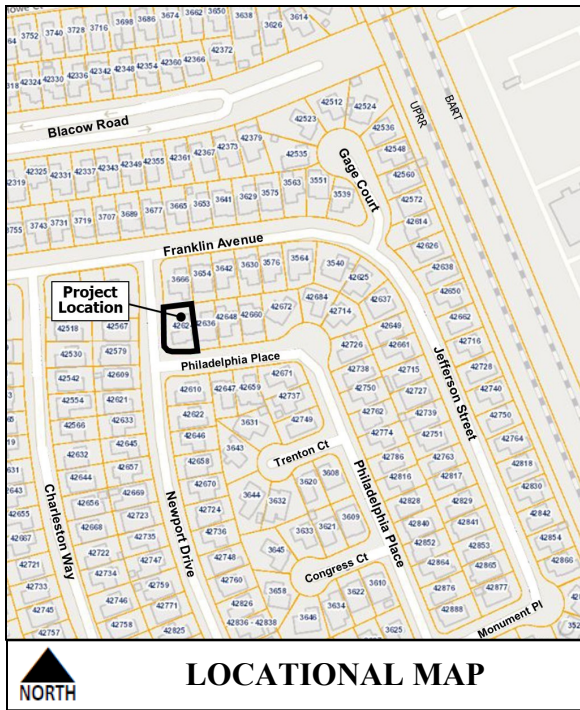 3752 3740 3728 3716 3698 3686 3674 3662 3650 3638 3626 3614
42324 42330 42336 42342 42348 42354 42360 42366 42372
Blacow Road
UPRR
BART
42512 42524
42523
42536
42535
42548
42560
42572
42614
42626
42638
42650
42662
42716
42728
42740
42750
42764
42818
42830
42842
42854
42866
Gage Court
42319 42325 42331 42337 42343 42349 42355 42361 42367 42373 42379
3755 3743 3731 3719 3707 3689 3677 3665 3653 3641 3629 3575 3563 3551 3539
Franklin Avenue
3666 3654 3642 3630 3576 3564 3540
42625
42637
42649
42661
42715
42727
42739
42751
42763
42817
42829
42841
42853
42865
42877
Jefferson Street
Project
Location
42624 42636 42648 42660 42672 42684 42714
42726
42738
42750
42762
42774
42786
42816
42828
42840
42852
42864
42876
42888
Philadelphia Place
42518 42567
42530 42579
42542 42609
42554 42621
42566 42633
42632 42645
42644 42657
42656 42669
42668 42723
42722 42735
42734 42747
42746 42759
42758 42771
42757 42825
42655
42667
42721
42733
42745
Charleston Way
Newport Drive
42610 42647 42659 42671
42622 42737
42646 3631 42749
42658 3643
42670
42724
42736
42748
42760
42826
42836 - 42838
Trenton Ct
3644 3632 3620 3608
3645 3633 3621 3609
Philadelphia Place
Congress Ct
3658 3646 3634 3622 3610
3625
Monument Pl
NORTH
LOCATIONAL MAP